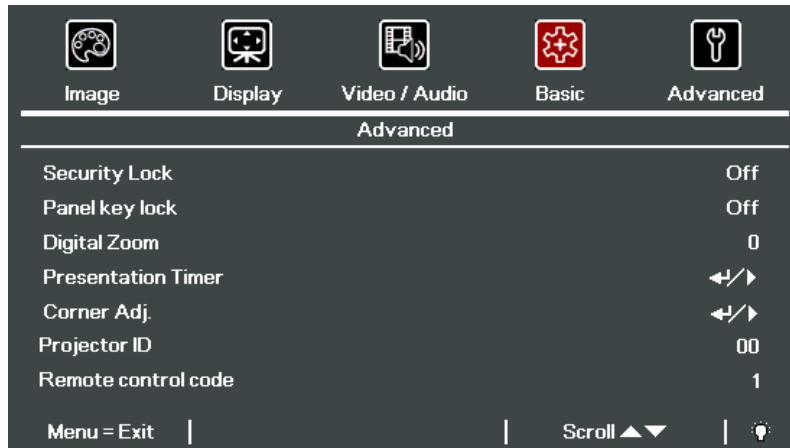 Image Display Video / Audio Basic Advanced
Advanced
Security Lock Off
Panel key lock Off
Digital Zoom 0
Presentation Timer ↵/▶
Corner Adj. ↵/▶
Projector ID 00
Remote control code 1
Menu = Exit | | Scroll ▲▼ |